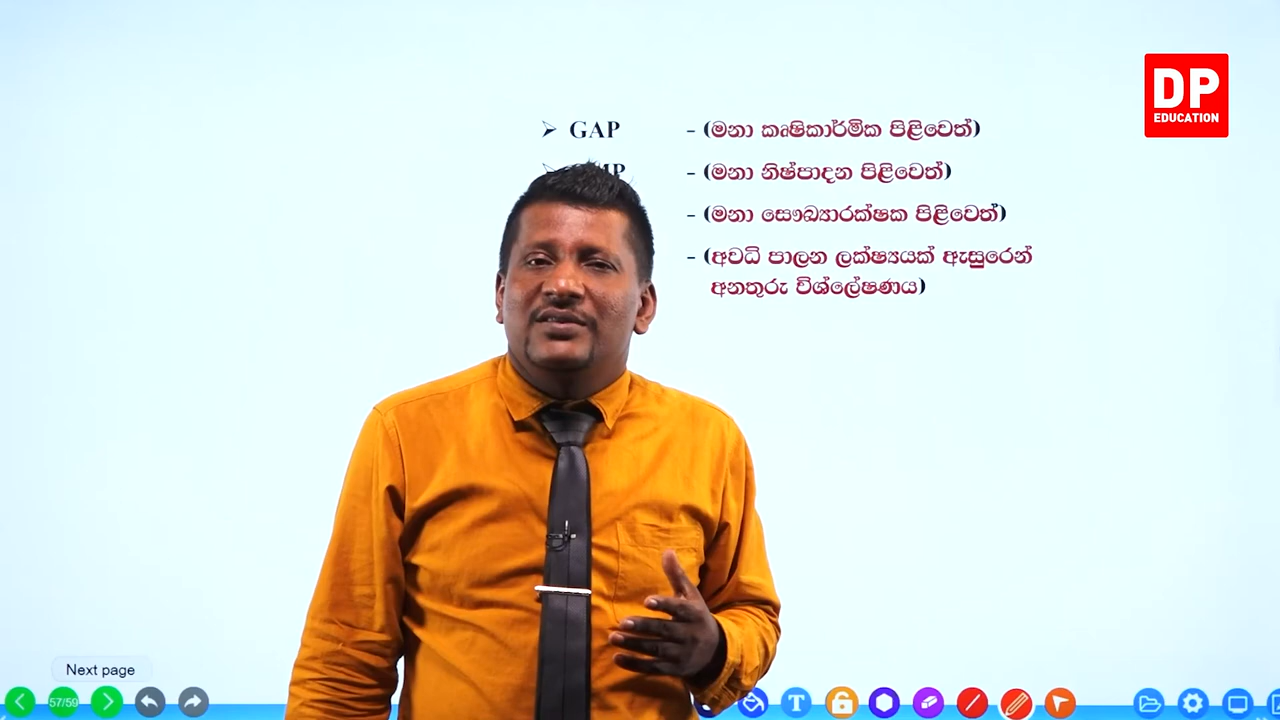 DP
EDUCATION
➢ GAP - (මනා කෘෂිකාර්මික පිළිවෙත්)
- (මනා නිෂ්පාදන පිළිවෙත්)
- (මනා සෞඛ්‍යාරක්ෂක පිළිවෙත්)
- (අවධි පාලන ලක්ෂ්‍යයක් ඇසුරෙන්
අනතුරු විශ්ලේෂණය)
Next page
57/59
T